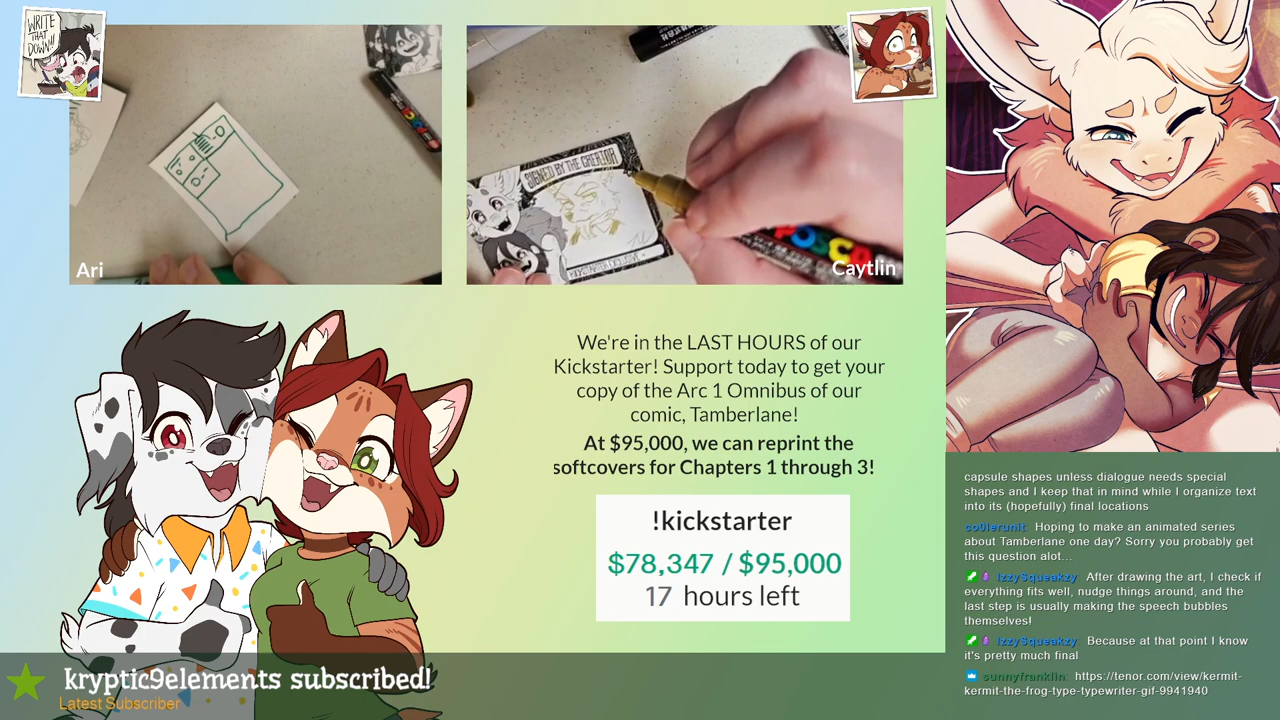 WRITE
THAT
DOWN!!
Ari
SIGNED BY THE CREATOR
KICKSTARTER EXCLUSIVE
POSCA
Caytlin
We're in the LAST HOURS of our
Kickstarter! Support today to get your
copy of the Arc 1 Omnibus of our
comic, Tamberlane!
At $95,000, we can reprint the
softcovers for Chapters 1 through 3!
!kickstarter
$78,347 / $95,000
17 hours left
kryptic9elements subscribed!
Latest Subscriber
capsule shapes unless dialogue needs special
shapes and I keep that in mind while I organize text
into its (hopefully) final locations
co0lerunit: Hoping to make an animated series
about Tamberlane one day? Sorry you probably get
this question alot...
IzzySqueakzy: After drawing the art, I check if
everything fits well, nudge things around, and the
last step is usually making the speech bubbles
themselves!
IzzySqueakzy: Because at that point I know
it's pretty much final
sunnyfranklin: https://tenor.com/view/kermit-
kermit-the-frog-type-typewriter-gif-9941940